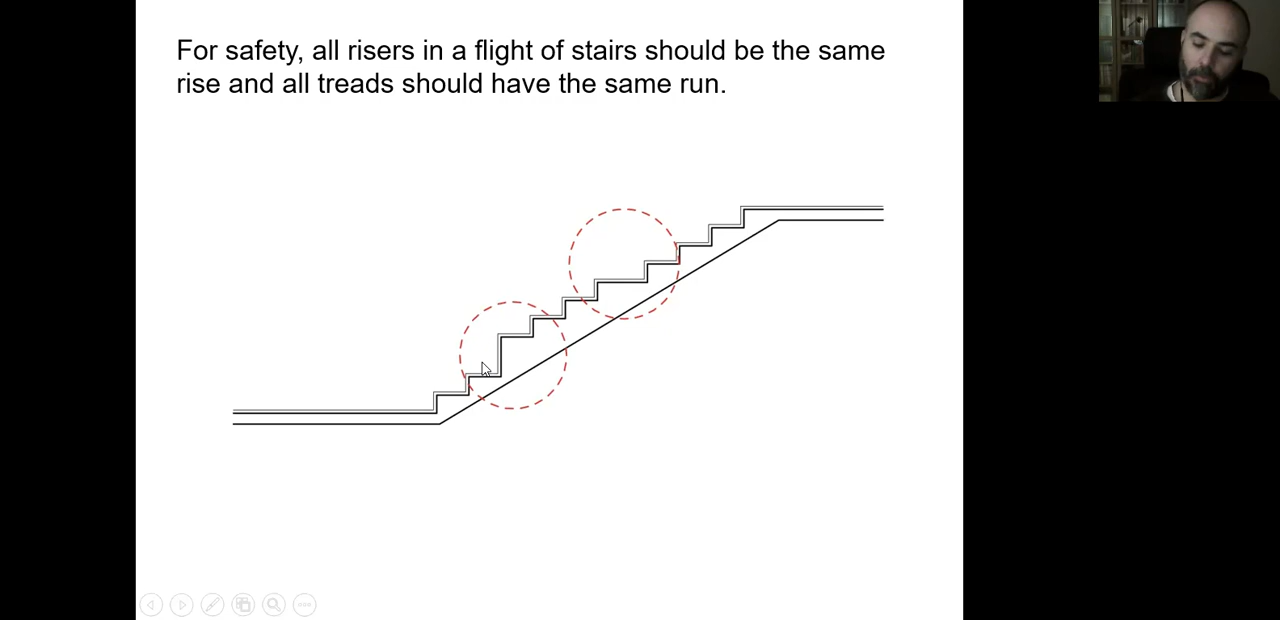 For safety, all risers in a flight of stairs should be the same
rise and all treads should have the same run.